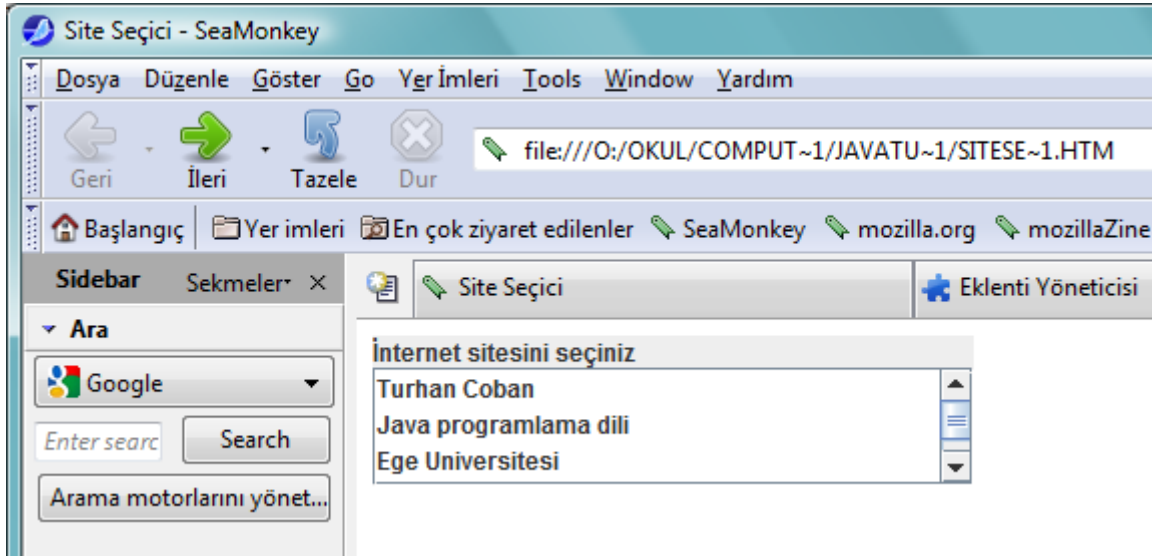 Site Seçici - SeaMonkey
Dosya Düzenle Göster Go Yer İmleri Tools Window Yardım
Geri İleri Tazele Dur file:///O:/OKUL/COMPUT~1/JAVATU~1/SITESE~1.HTM
Başlangıç Yer imleri En çok ziyaret edilenler SeaMonkey mozilla.org mozillaZine
Sidebar Sekmeler Site Seçici Eklenti Yöneticisi
Ara
Google
Enter searc Search
Arama motorlarını yönet...
İnternet sitesini seçiniz
Turhan Coban
Java programlama dili
Ege Universitesi